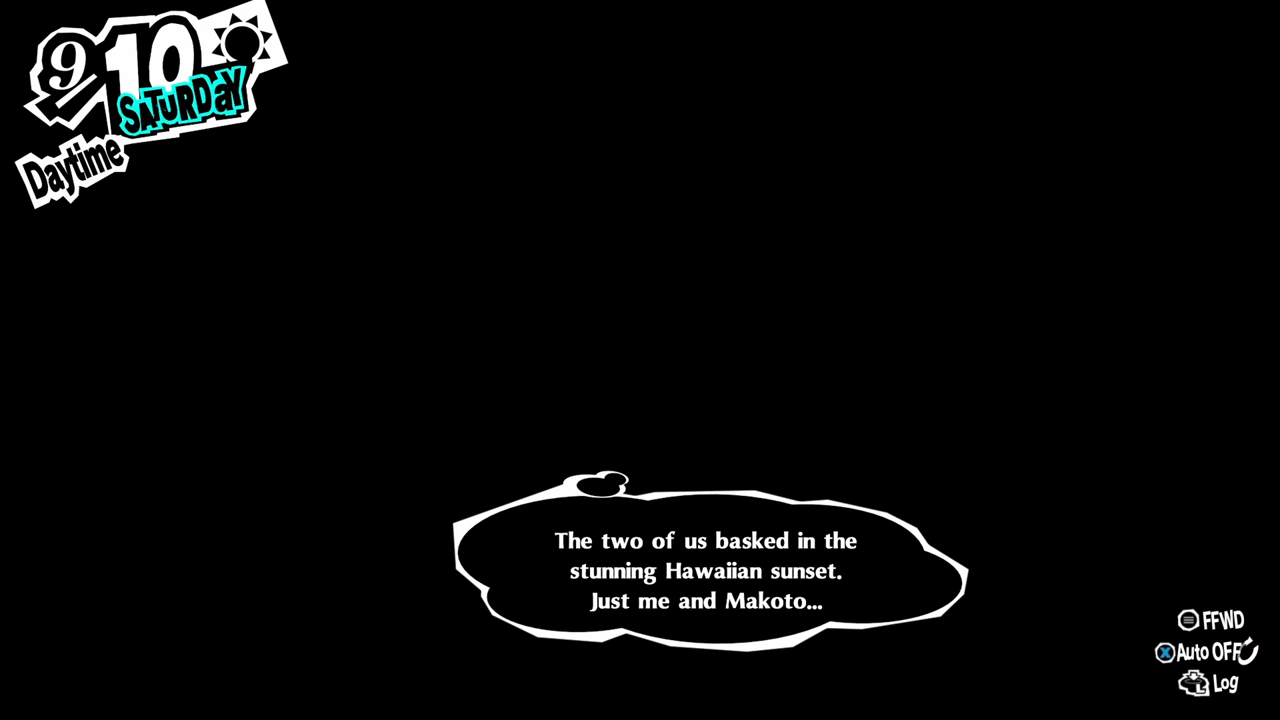 9/10
SATURDAY
Daytime
The two of us basked in the
stunning Hawaiian sunset.
Just me and Makoto...
FFWD
Auto OFF
Log